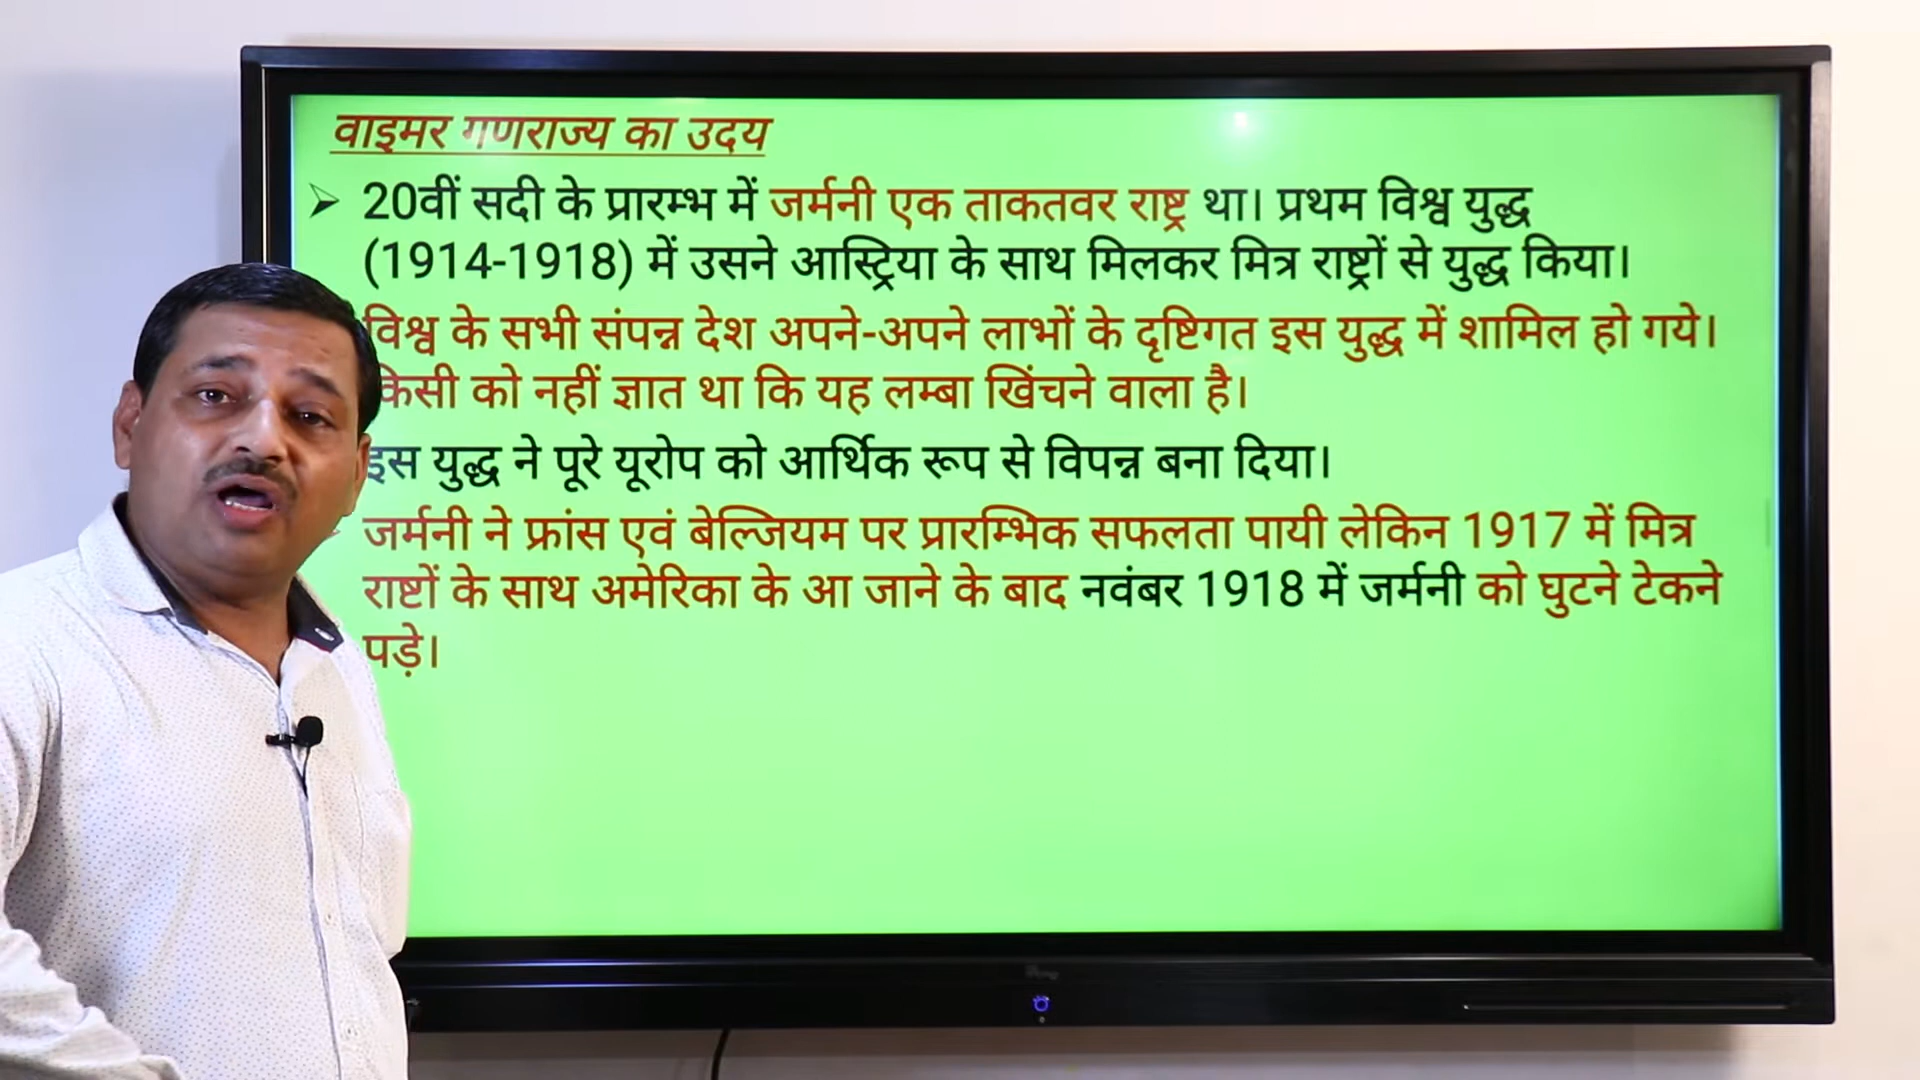 वाइमर गणराज्य का उदय
20वीं सदी के प्रारम्भ में जर्मनी एक ताकतवर राष्ट्र था। प्रथम विश्व युद्ध
(1914-1918) में उसने आस्ट्रिया के साथ मिलकर मित्र राष्ट्रों से युद्ध किया।
विश्व के सभी संपन्न देश अपने-अपने लाभों के दृष्टिगत इस युद्ध में शामिल हो गये।
किसी को नहीं ज्ञात था कि यह लम्बा खिंचने वाला है।
इस युद्ध ने पूरे यूरोप को आर्थिक रूप से विपन्न बना दिया।
जर्मनी ने फ्रांस एवं बेल्जियम पर प्रारम्भिक सफलता पायी लेकिन 1917 में मित्र
राष्टों के साथ अमेरिका के आ जाने के बाद नवंबर 1918 में जर्मनी को घुटने टेकने
पड़े।